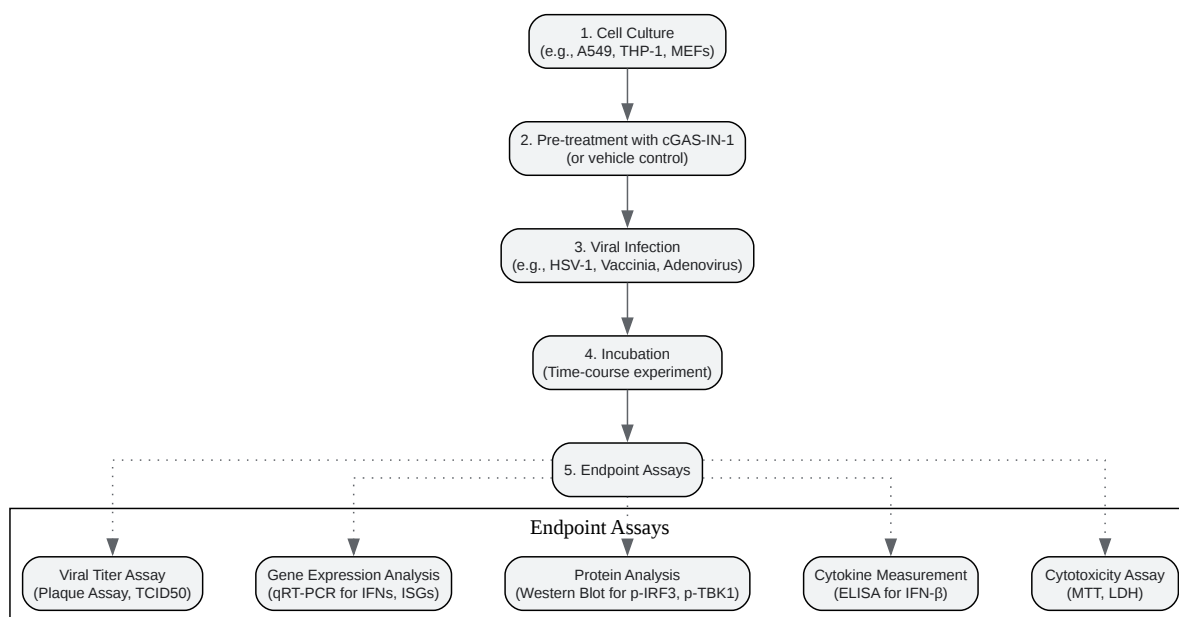 1. Cell Culture
(e.g., A549, THP-1, MEFs)
2. Pre-treatment with cGAS-IN-1
(or vehicle control)
3. Viral Infection
(e.g., HSV-1, Vaccinia, Adenovirus)
4. Incubation
(Time-course experiment)
5. Endpoint Assays
Endpoint Assays
Viral Titer Assay
(Plaque Assay, TCID50)
Gene Expression Analysis
(qRT-PCR for IFNs, ISGs)
Protein Analysis
(Western Blot for p-IRF3, p-TBK1)
Cytokine Measurement
(ELISA for IFN-β)
Cytotoxicity Assay
(MTT, LDH)